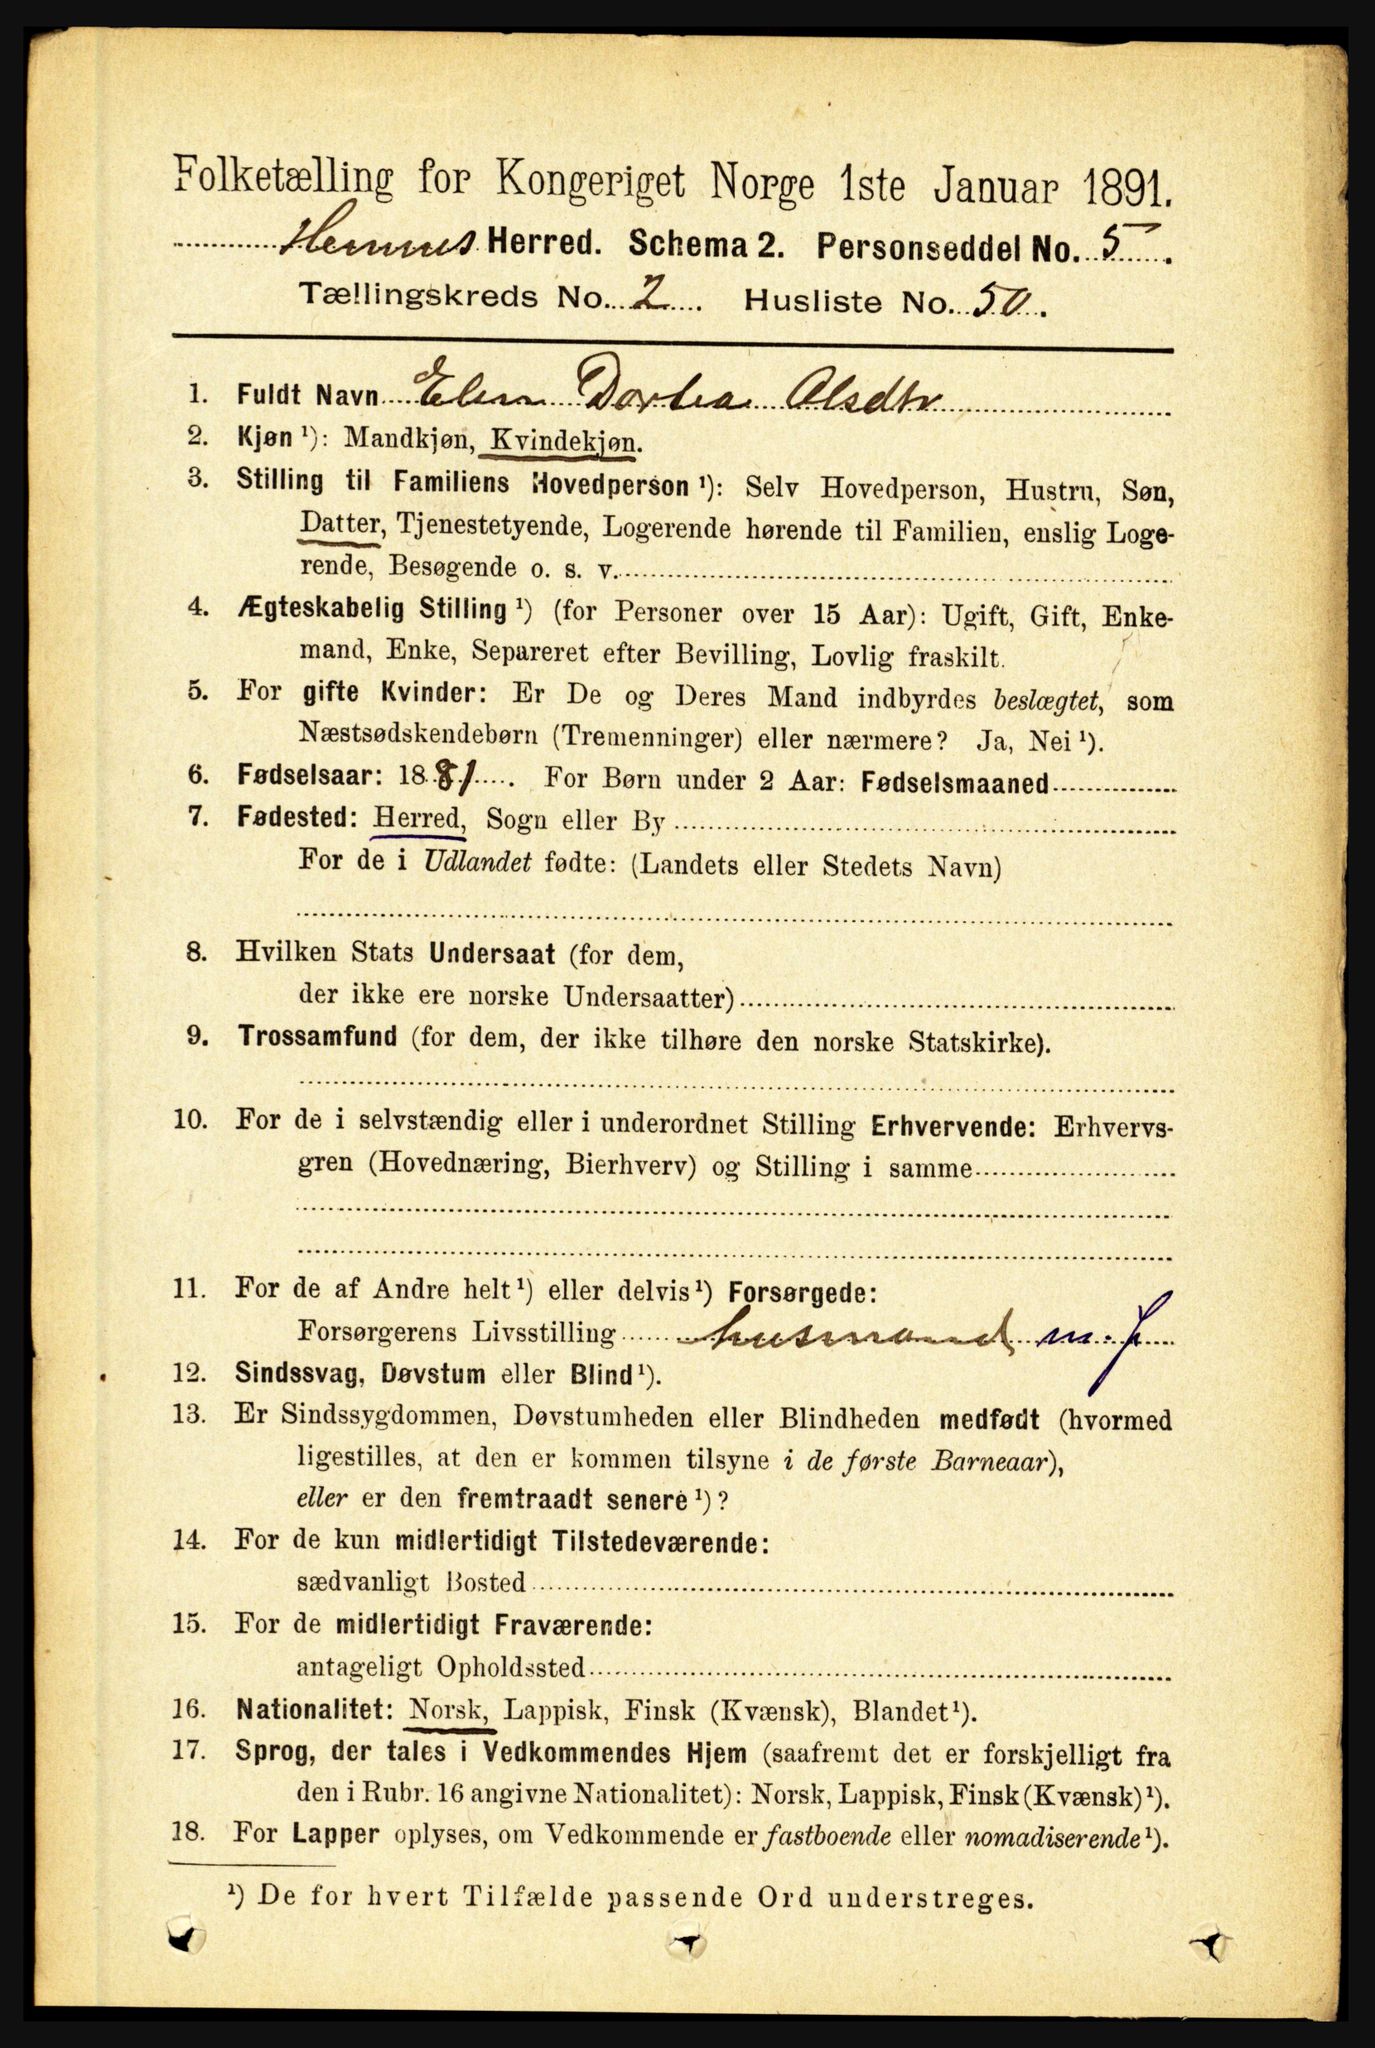 Folketælling for Kongeriget Norge 1ste Januar 1891.
Hemnes Herred. Schema 2. Personseddel No. 5.
Tællingskreds No. 2. Husliste No. 50.
1. Fuldt Navn Elen Dortea Olsdtr
2. Kjøn ¹): Mandkjøn, Kvindekjøn.
3. Stilling til Familiens Hovedperson ¹): Selv Hovedperson, Hustru, Søn,
Datter, Tjenestetyende, Logerende hørende til Familien, enslig Loge-
rende, Besøgende o. s. v.
4. Ægteskabelig Stilling ¹) (for Personer over 15 Aar): Ugift, Gift, Enke-
mand, Enke, Separeret efter Bevilling, Lovlig fraskilt.
5. For gifte Kvinder: Er De og Deres Mand indbyrdes beslægtet, som
Næstsødskendebørn (Tremenninger) eller nærmere? Ja, Nei ¹).
6. Fødselsaar: 1881. For Børn under 2 Aar: Fødselsmaaned
7. Fødested: Herred, Sogn eller By
For de i Udlandet fødte: (Landets eller Stedets Navn)
8. Hvilken Stats Undersaat (for dem,
der ikke ere norske Undersaatter)
9. Trossamfund (for dem, der ikke tilhøre den norske Statskirke).
10. For de i selvstændig eller i underordnet Stilling Erhvervende: Erhvervs-
gren (Hovednæring, Bierhverv) og Stilling i samme
11. For de af Andre helt ¹) eller delvis ¹) Forsørgede:
Forsørgerens Livsstilling husmand m. J
12. Sindssvag, Døvstum eller Blind ¹).
13. Er Sindssygdommen, Døvstumheden eller Blindheden medfødt (hvormed
ligestilles, at den er kommen tilsyne i de første Barneaar),
eller er den fremtraadt senere ¹)?
14. For de kun midlertidigt Tilstedeværende:
sædvanligt Bosted
15. For de midlertidigt Fraværende:
antageligt Opholdssted
16. Nationalitet: Norsk, Lappisk, Finsk (Kvænsk), Blandet ¹).
17. Sprog, der tales i Vedkommendes Hjem (saafremt det er forskjelligt fra
den i Rubr. 16 angivne Nationalitet): Norsk, Lappisk, Finsk (Kvænsk) ¹).
18. For Lapper oplyses, om Vedkommende er fastboende eller nomadiserende ¹).
¹) De for hvert Tilfælde passende Ord understreges.